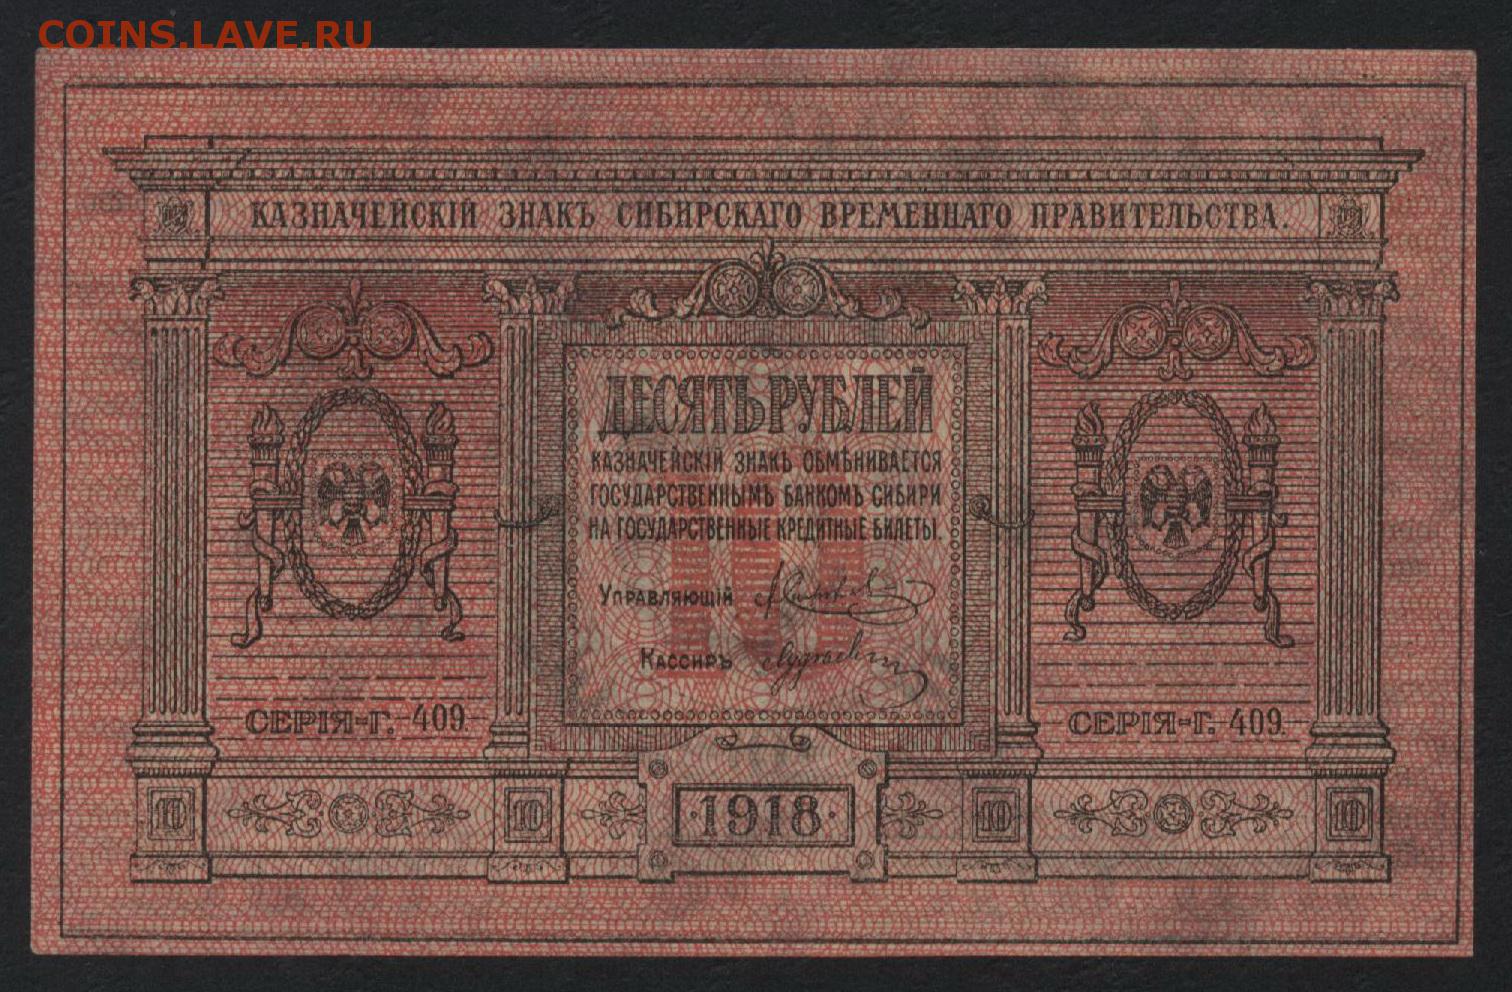 COINS.LAVE.RU
КАЗНАЧЕЙСКІЙ ЗНАКЪ СИБИРСКАГО ВРЕМЕННАГО ПРАВИТЕЛЬСТВА.
ДЕСЯТЬ РУБЛЕЙ
КАЗНАЧЕЙСКІЙ ЗНАКЪ ОБМѢНИВАЕТСЯ
ГОСУДАРСТВЕННЫМЪ БАНКОМЪ СИБИРИ
НА ГОСУДАРСТВЕННЫЕ КРЕДИТНЫЕ БИЛЕТЫ.
10
УПРАВЛЯЮЩІЙ
КАССИРЪ
СЕРІЯ-Г. 409
СЕРІЯ-Г. 409.
10
10
·1918·
10
10